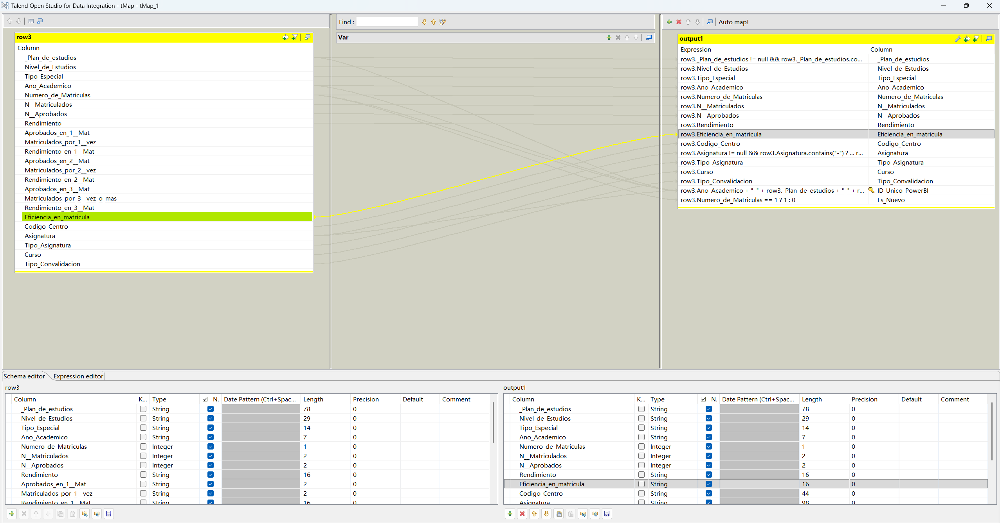 Talend Open Studio for Data Integration - tMap - tMap_1
Find :
Auto map!
row3
Column
_Plan_de_estudios
Nivel_de_Estudios
Tipo_Especial
Ano_Academico
Numero_de_Matriculas
N__Matriculados
N__Aprobados
Rendimiento
Aprobados_en_1__Mat
Matriculados_por_1__vez
Rendimiento_en_1__Mat
Aprobados_en_2__Mat
Matriculados_por_2__vez
Rendimiento_en_2__Mat
Aprobados_en_3__Mat
Matriculados_por_3__vez_o_mas
Rendimiento_en_3__Mat
Eficiencia_en_matricula
Codigo_Centro
Asignatura
Tipo_Asignatura
Curso
Tipo_Convalidacion
Var
output1
Expression Column
row3._Plan_de_estudios != null && row3._Plan_de_estudios.co... _Plan_de_estudios
row3.Nivel_de_Estudios Nivel_de_Estudios
row3.Tipo_Especial Tipo_Especial
row3.Ano_Academico Ano_Academico
row3.Numero_de_Matriculas Numero_de_Matriculas
row3.N__Matriculados N__Matriculados
row3.N__Aprobados N__Aprobados
row3.Rendimiento Rendimiento
row3.Eficiencia_en_matricula Eficiencia_en_matricula
row3.Codigo_Centro Codigo_Centro
row3.Asignatura != null && row3.Asignatura.contains("-") ? ... r... Asignatura
row3.Tipo_Asignatura Tipo_Asignatura
row3.Curso Curso
row3.Tipo_Convalidacion Tipo_Convalidacion
row3.Ano_Academico + "_" + row3._Plan_de_estudios + "_" + r... ID_Unico_PowerBI
row3.Numero_de_Matriculas == 1 ? 1 : 0 Es_Nuevo
Schema editor Expression editor
row3
Column K... Type N. Date Pattern (Ctrl+Spac... Length Precision Default Comment
_Plan_de_estudios String 78 0
Nivel_de_Estudios String 29 0
Tipo_Especial String 14 0
Ano_Academico String 7 0
Numero_de_Matriculas Integer 1 0
N__Matriculados Integer 2 0
N__Aprobados Integer 2 0
Rendimiento String 16 0
Aprobados_en_1__Mat String 2 0
Matriculados_por_1__vez String 2 0
Rendimiento_en_1__Mat String 16 0
output1
Column K... Type N. Date Pattern (Ctrl+Spac... Length Precision Default Comment
_Plan_de_estudios String 78 0
Nivel_de_Estudios String 29 0
Tipo_Especial String 14 0
Ano_Academico String 7 0
Numero_de_Matriculas Integer 1 0
N__Matriculados Integer 2 0
N__Aprobados Integer 2 0
Rendimiento String 16 0
Eficiencia_en_matricula String 16 0
Codigo_Centro String 44 0
Asignatura String 98 0